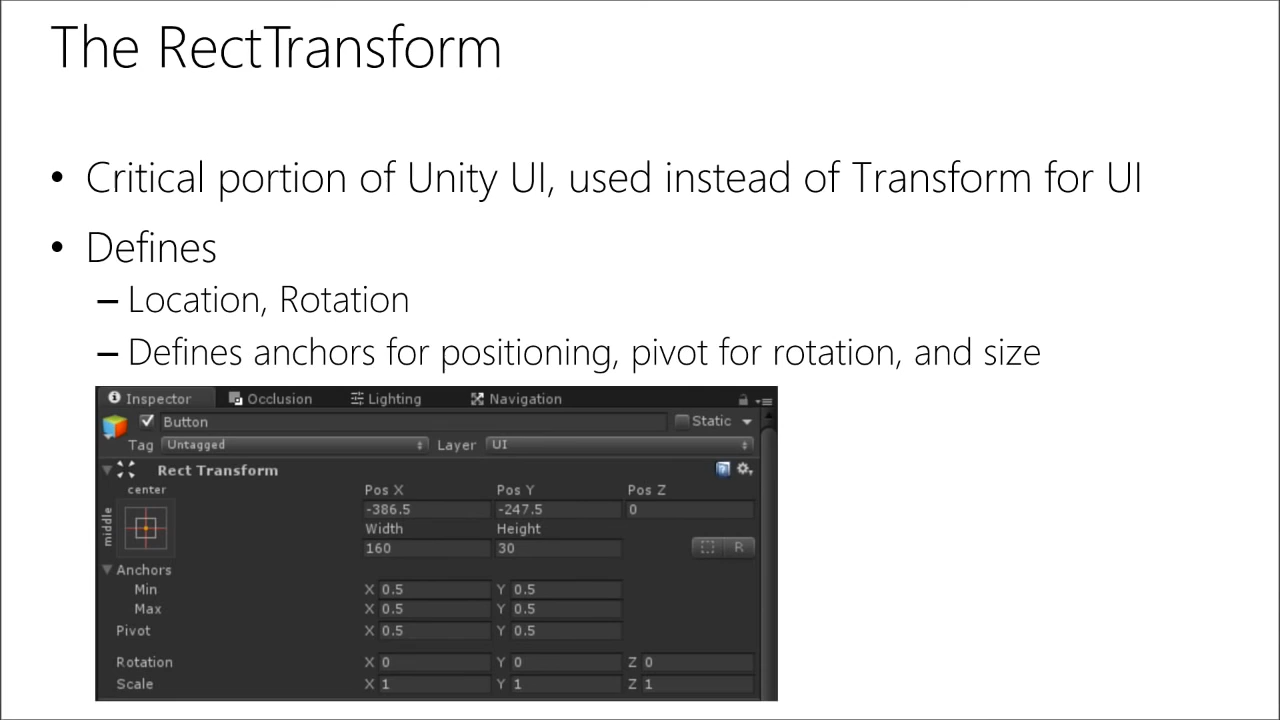 The RectTransform
• Critical portion of Unity UI, used instead of Transform for UI
• Defines
– Location, Rotation
– Defines anchors for positioning, pivot for rotation, and size
Inspector Occlusion Lighting Navigation
Button Static
Tag Untagged Layer UI
Rect Transform
center Pos X Pos Y Pos Z
middle -386.5 -247.5 0
Width Height
160 30 R
Anchors
Min X 0.5 Y 0.5
Max X 0.5 Y 0.5
Pivot X 0.5 Y 0.5
Rotation X 0 Y 0 Z 0
Scale X 1 Y 1 Z 1